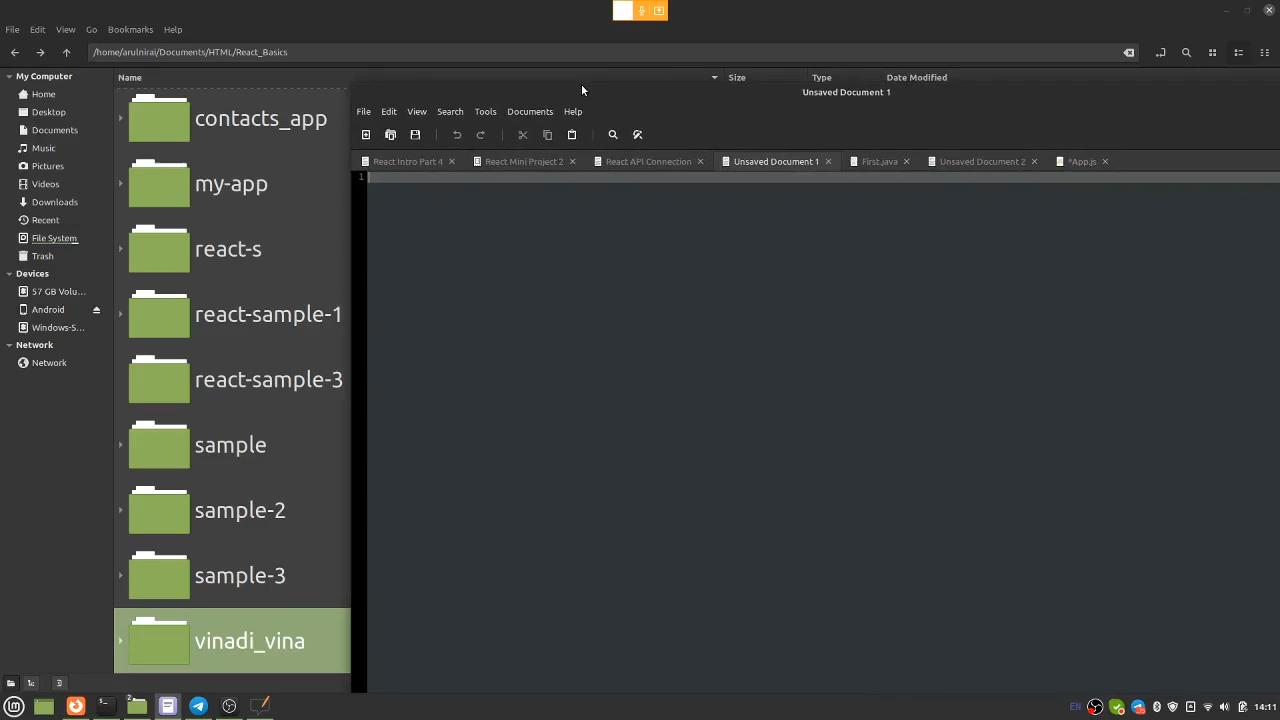 File Edit View Go Bookmarks Help
/home/arulnirai/Documents/HTML/React_Basics
My Computer
Home
Desktop
Documents
Music
Pictures
Videos
Downloads
Recent
File System
Trash
Devices
57 GB Volu...
Android
Windows-S...
Network
Network
Name Size Type Date Modified
contacts_app
my-app
react-s
react-sample-1
react-sample-3
sample
sample-2
sample-3
vinadi_vina
Unsaved Document 1
File Edit View Search Tools Documents Help
React Intro Part 4 React Mini Project 2 React API Connection Unsaved Document 1 First.java Unsaved Document 2 *App.js
1
2
EN 14:11